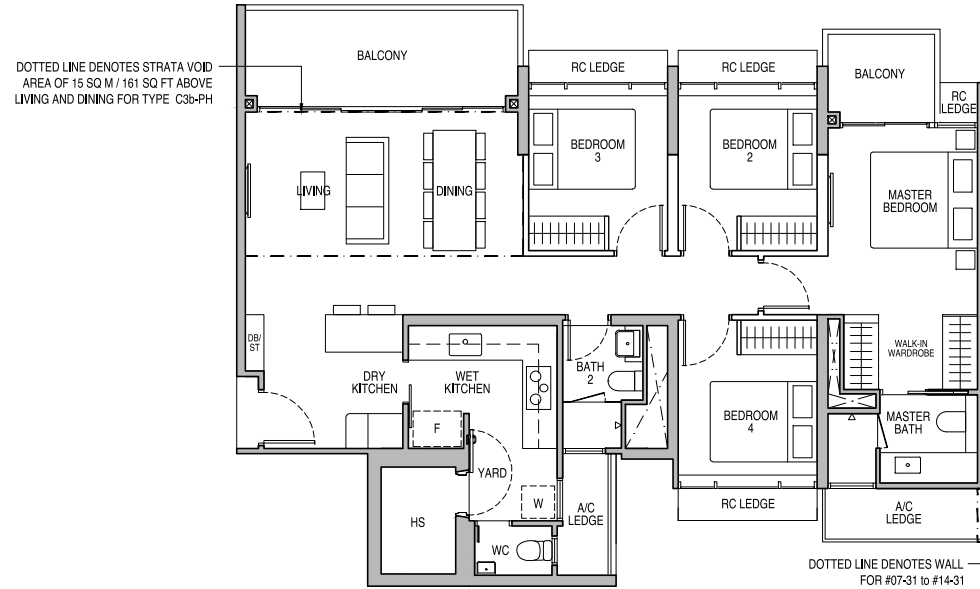 BALCONY
DOTTED LINE DENOTES STRATA VOID
AREA OF 15 SQ M / 161 SQ FT ABOVE
LIVING AND DINING FOR TYPE C3b-PH
RC LEDGE
RC LEDGE
BALCONY
RC
LEDGE
BEDROOM
3
BEDROOM
2
LIVING
DINING
MASTER
BEDROOM
DB/
ST
DRY
KITCHEN
WET
KITCHEN
BATH
2
WALK-IN
WARDROBE
BEDROOM
4
MASTER
BATH
F
YARD
HS
W
A/C
LEDGE
RC LEDGE
A/C
LEDGE
WC
DOTTED LINE DENOTES WALL
FOR #07-31 to #14-31